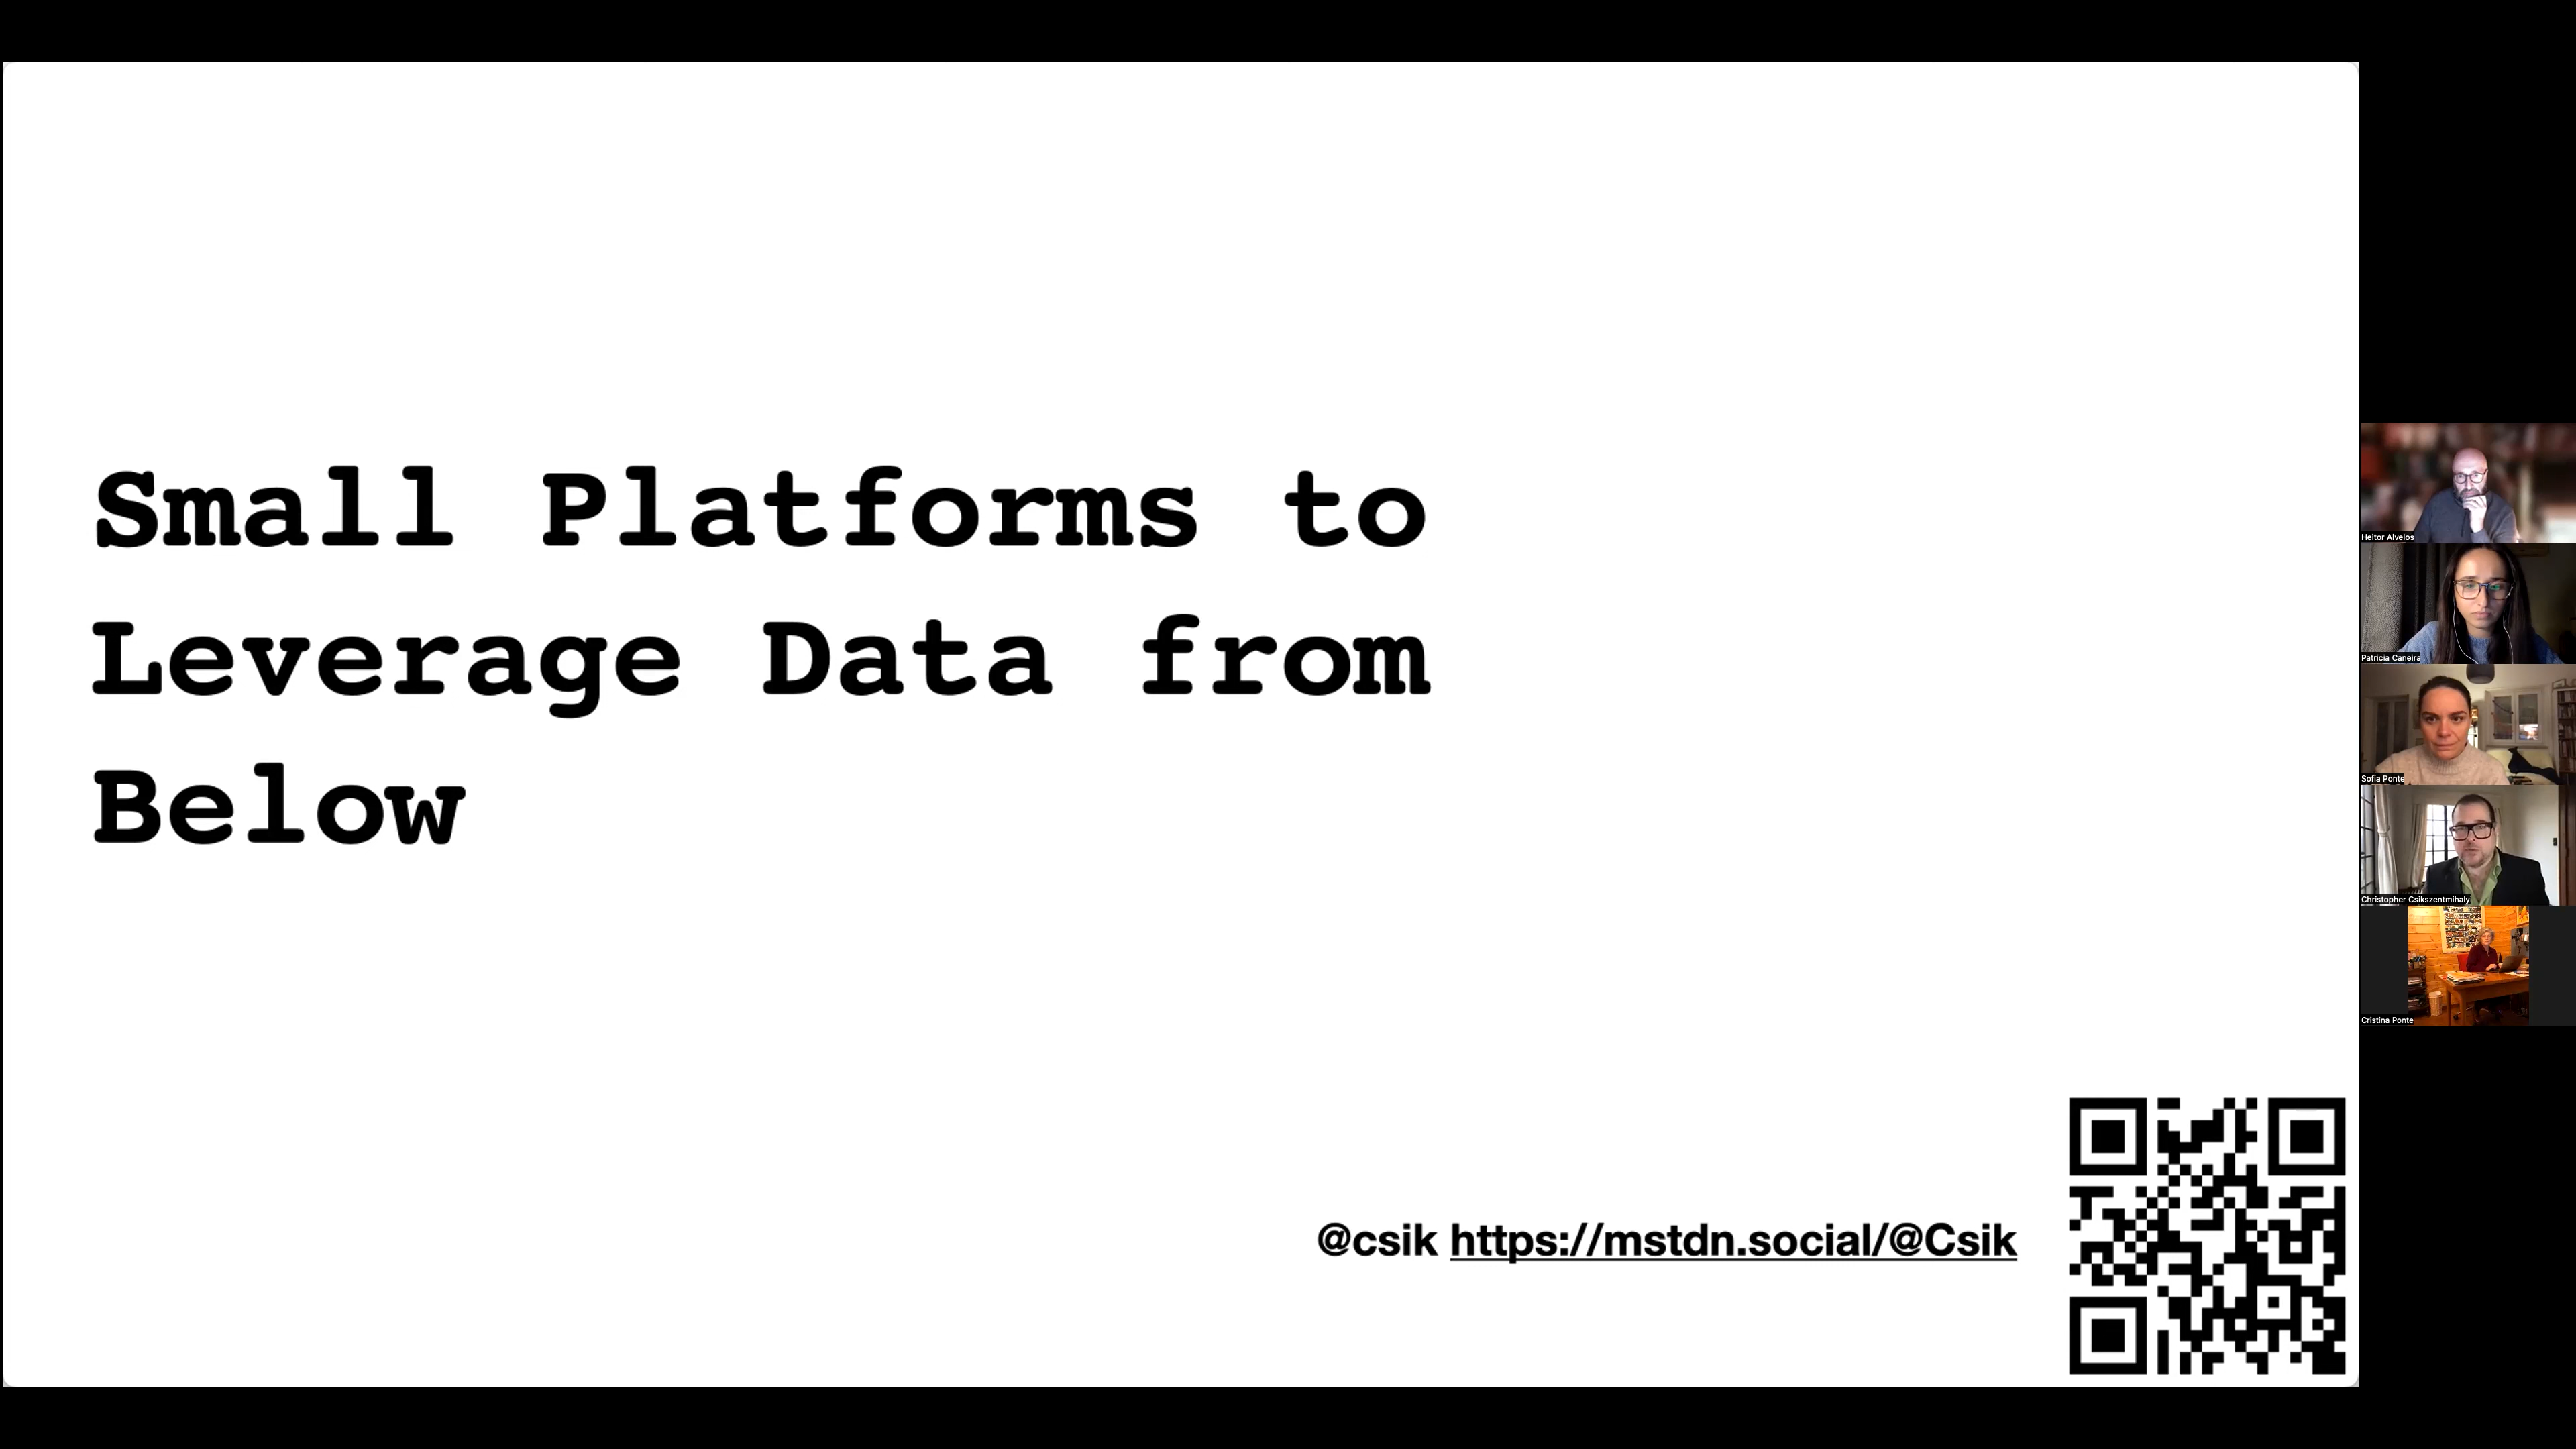 Small Platforms to
Leverage Data from
Below
@csik https://mstdn.social/@Csik
Heitor Alvelos
Patricia Caneira
Sofia Ponte
Christopher Csikszentmihalyi
Cristina Ponte